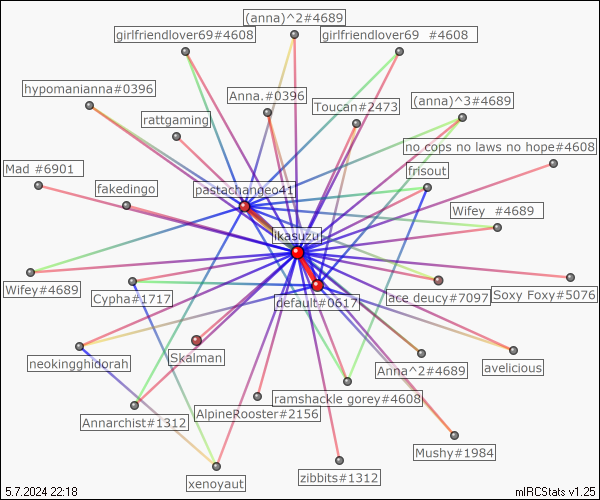 (anna)^2#4689
girlfriendlover69#4608
girlfriendlover69 #4608
hypomanianna#0396
Anna.#0396
Toucan#2473
(anna)^3#4689
rattgaming
no cops no laws no hope#4608
Mad #6901
frisout
fakedingo
pastachangeo41
Wifey #4689
ikasuzu
Wifey#4689
Cypha#1717
default#0617
ace deucy#7097
Soxy Foxy#5076
neokingghidorah
Skalman
Anna^2#4689
avelicious
ramshackle gorey#4608
AlpineRooster#2156
Annarchist#1312
Mushy#1984
zibbits#1312
xenoyaut
5.7.2024 22:18
mIRCStats v1.25